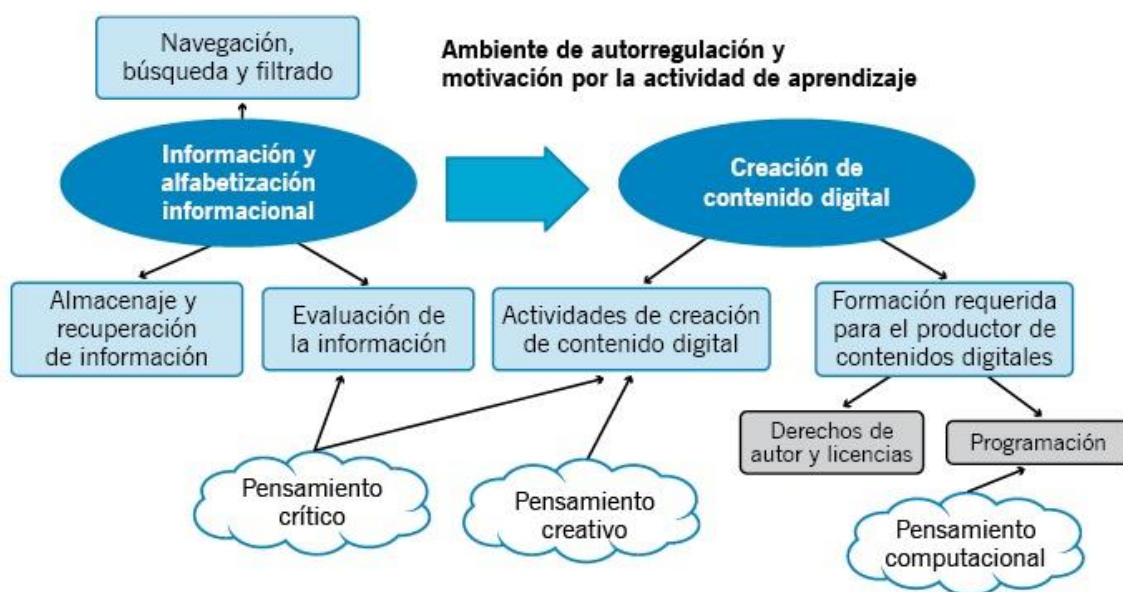 Navegación,
búsqueda y filtrado
Ambiente de autorregulación y
motivación por la actividad de aprendizaje
Información y
alfabetización
informacional
Creación de
contenido digital
Almacenaje y
recuperación
de información
Evaluación de
la información
Actividades de creación
de contenido digital
Formación requerida
para el productor de
contenidos digitales
Derechos de
autor y licencias
Programación
Pensamiento
crítico
Pensamiento
creativo
Pensamiento
computacional